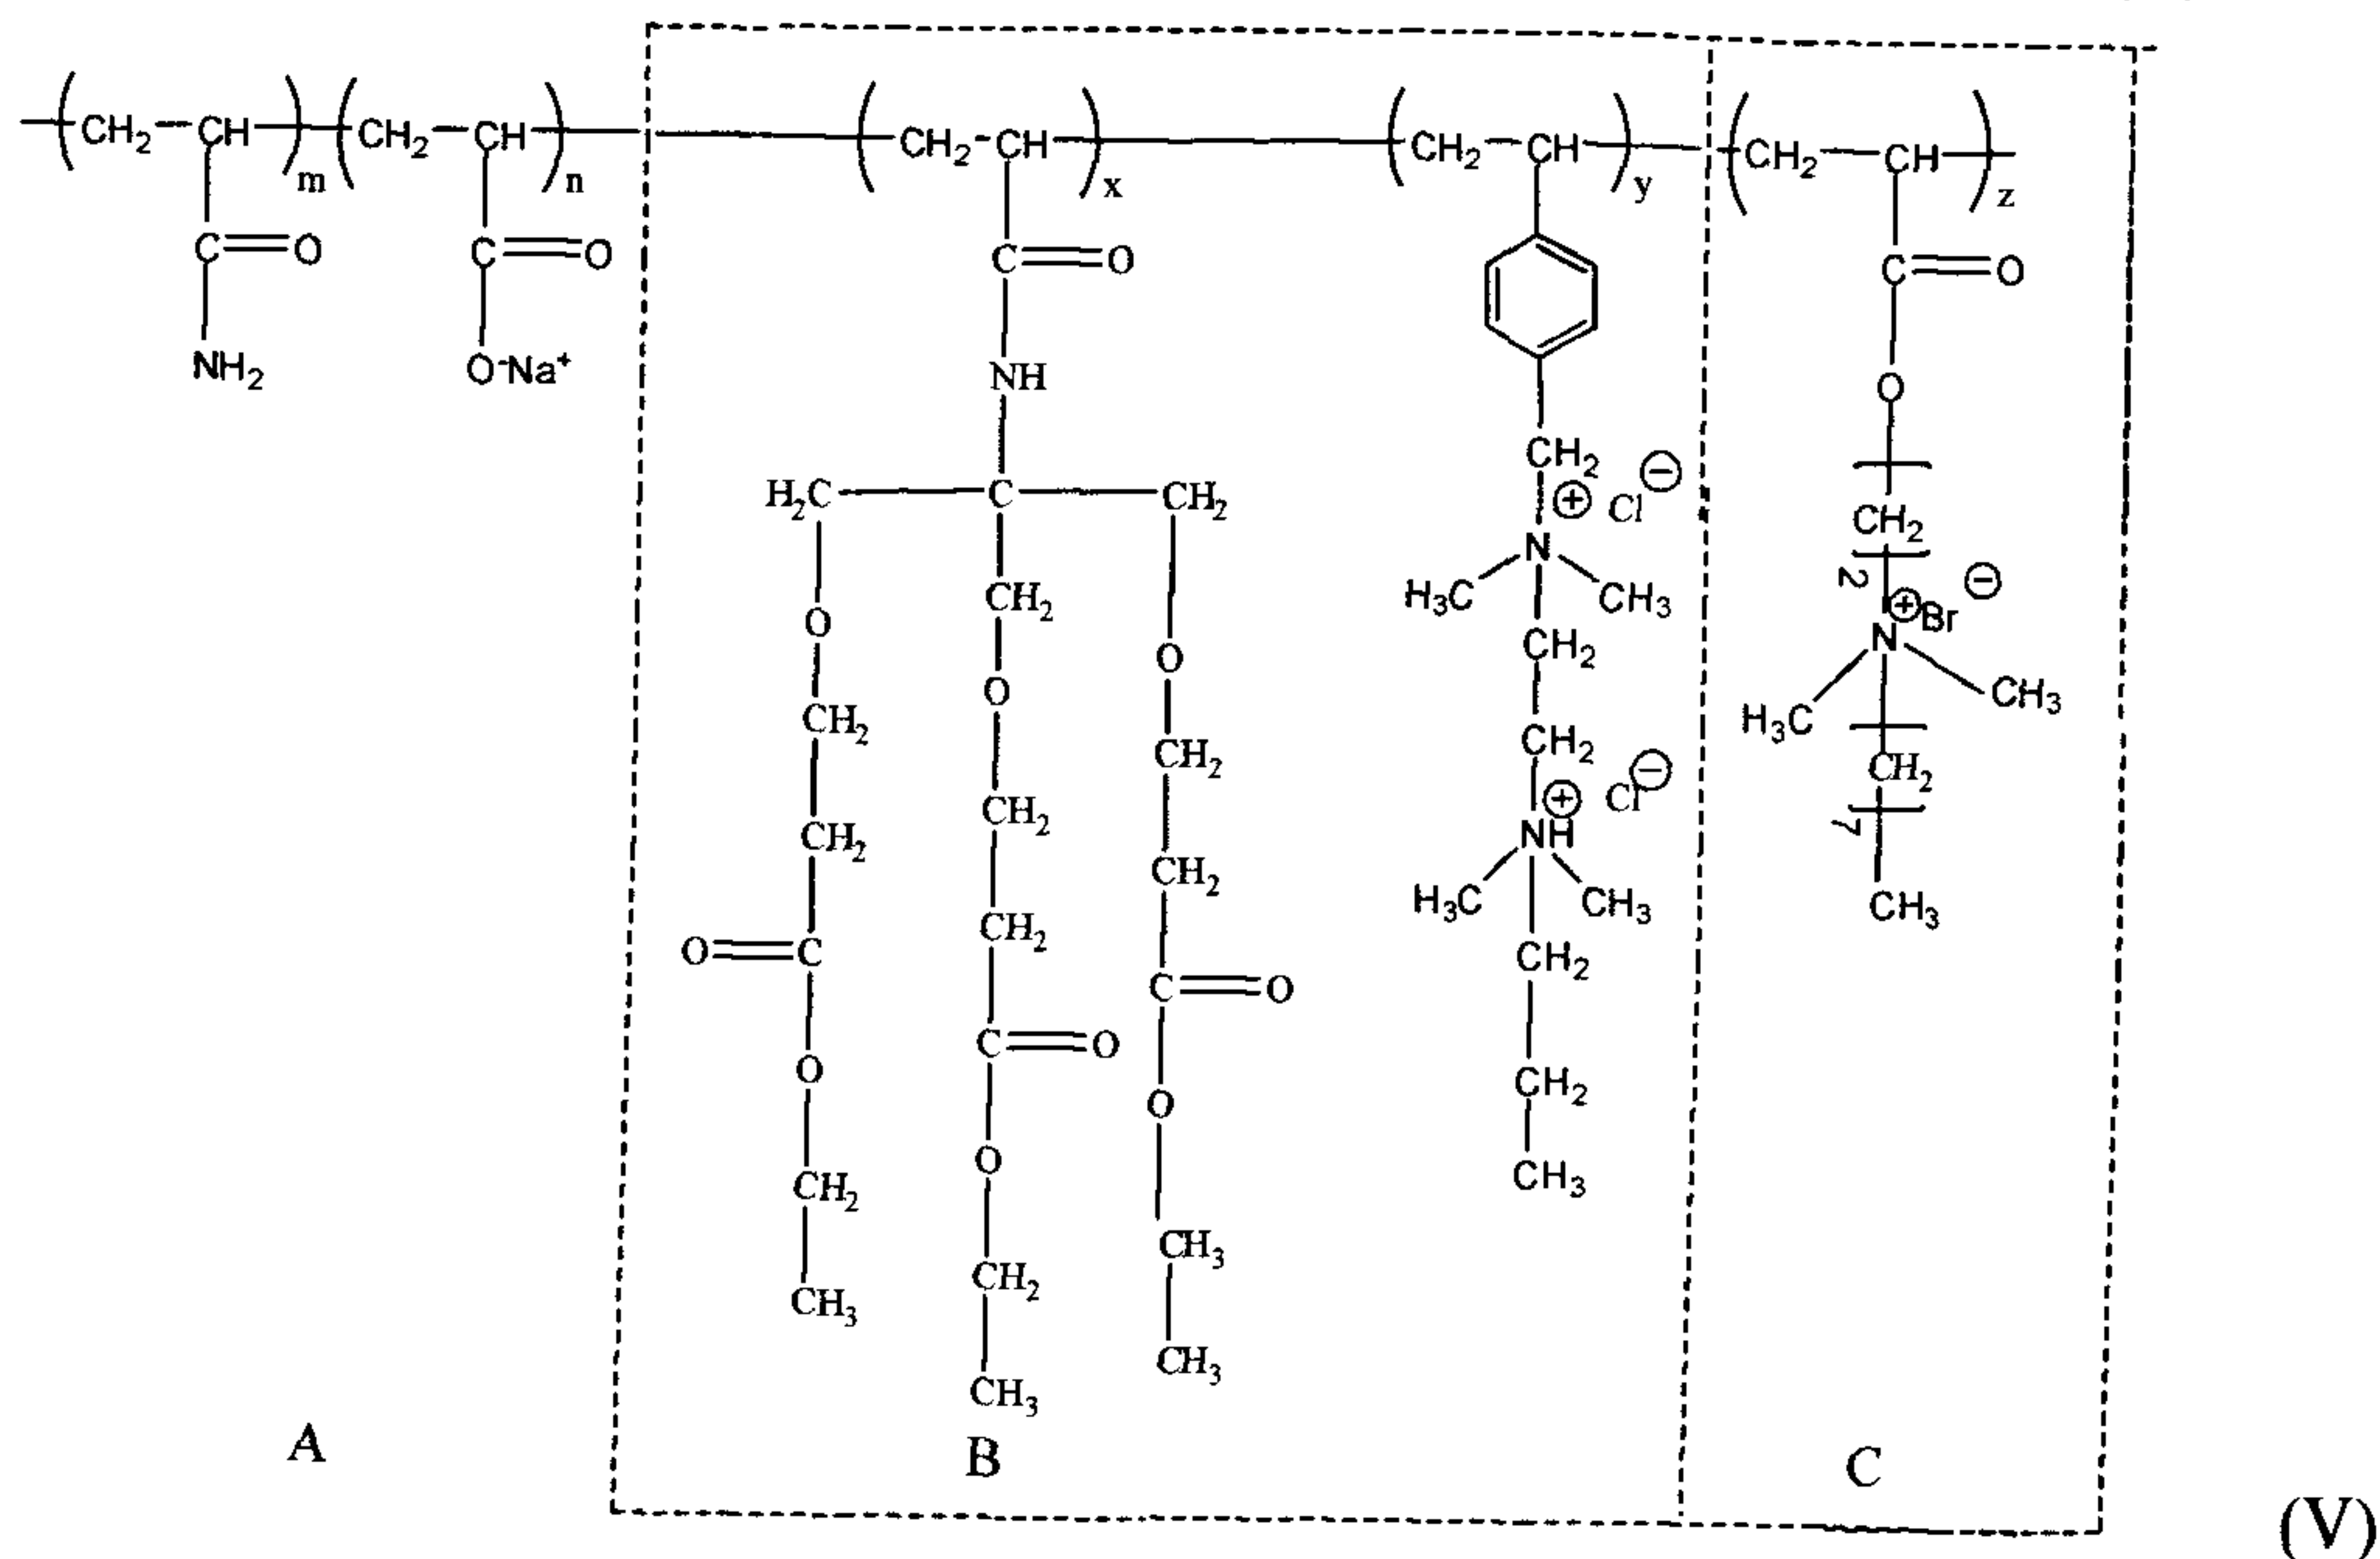 ( CH2 CH )m ( CH2 CH )n ( CH2 CH )x ( CH2 CH )y ( CH2 CH )z
C O C O C O C O
NH2 O-Na+ NH O
CH2
H2C C CH2 ⊕ Cl ⊖ CH2
2
CH2 N ⊕ Br ⊖
H3C CH3 N
O O CH2 H3C CH3
O
CH2 CH2 CH2 CH2
7
CH2 CH2 CH2 NH ⊕ Cl ⊖
H3C CH3 CH3
O C CH2 C O CH2
O C O O CH2
CH2 O CH3 CH3
CH3 CH2 CH3
CH3
A B C
(V)